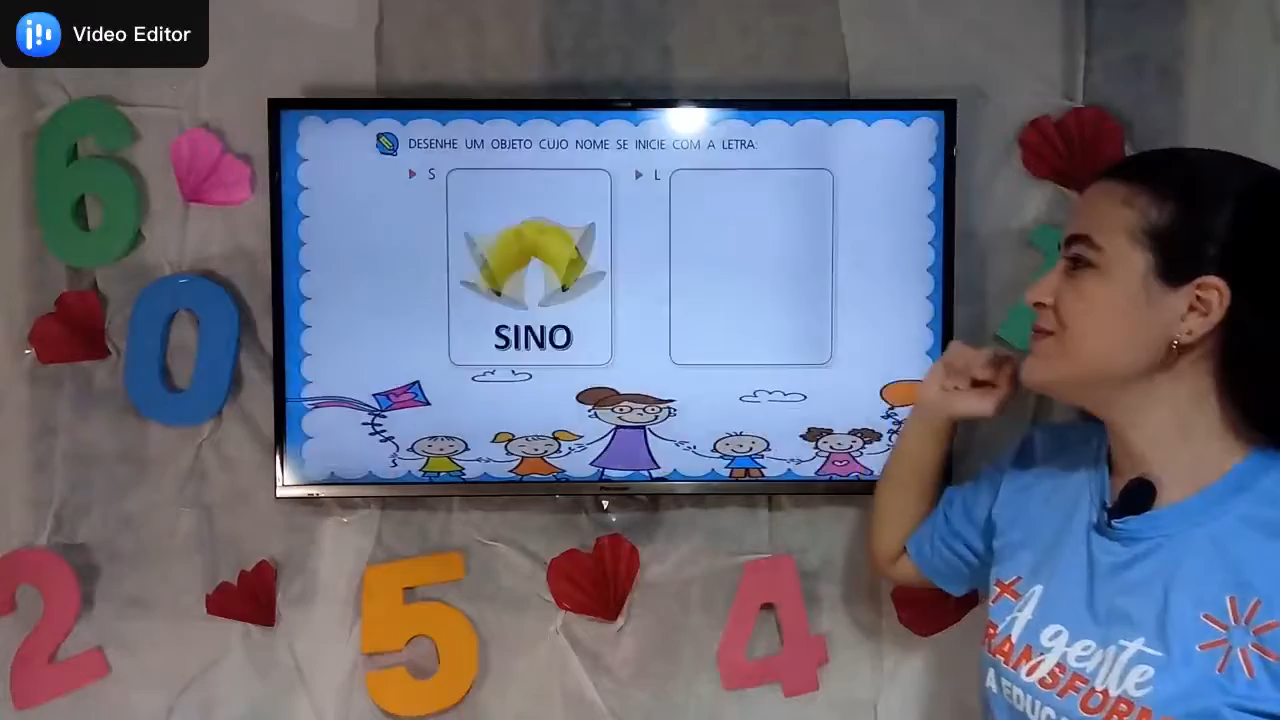 Video Editor
DESENHE UM OBJETO CUJO NOME SE INICIE COM A LETRA:
S
L
SINO
6
0
2
5
4
+
A gente
TRANSFORM
A EDUCA